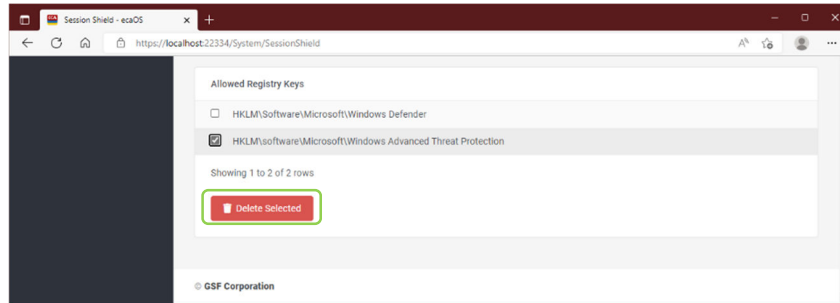 Session Shield - ecaOS
https://localhost:22334/System/SessionShield
Allowed Registry Keys
HKLM\Software\Microsoft\Windows Defender
HKLM\software\Microsoft\Windows Advanced Threat Protection
Showing 1 to 2 of 2 rows
Delete Selected
© GSF Corporation